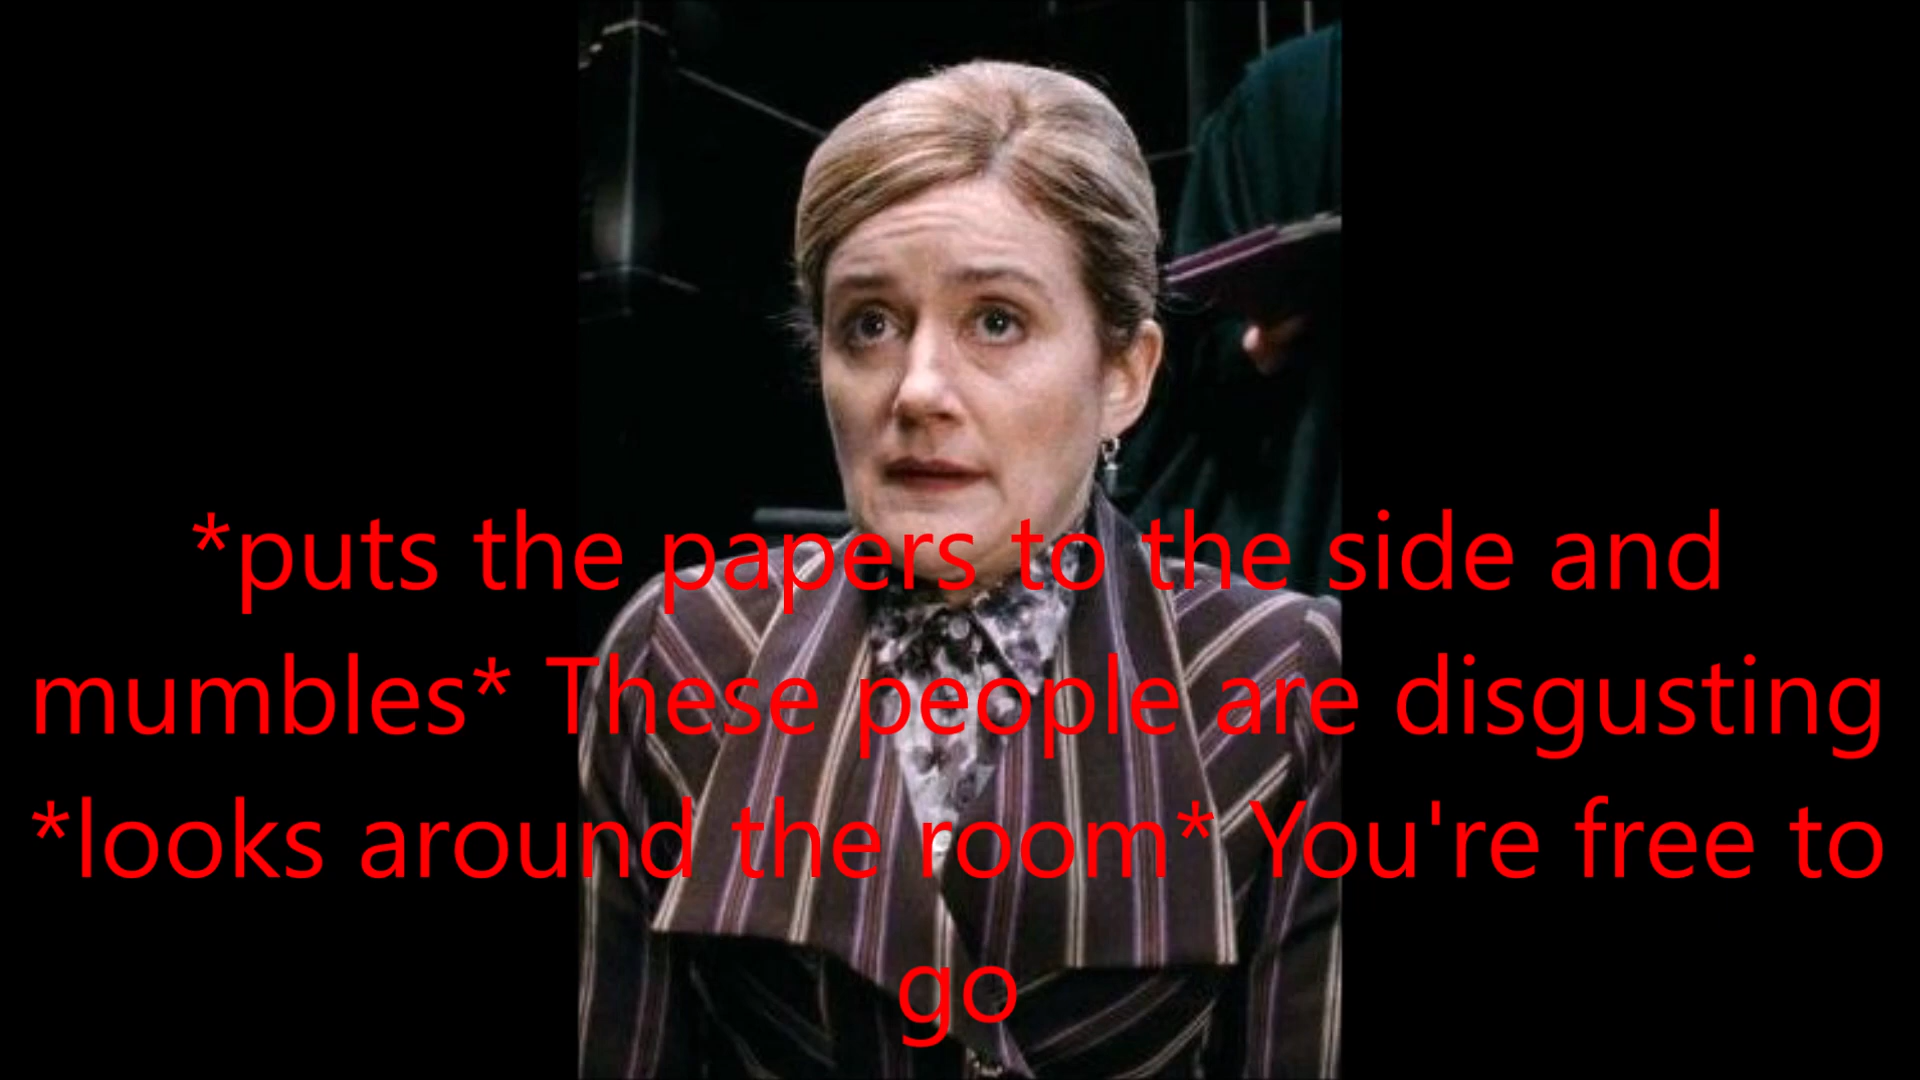 *puts the papers to the side and
mumbles* These people are disgusting
*looks around the room* You're free to
go